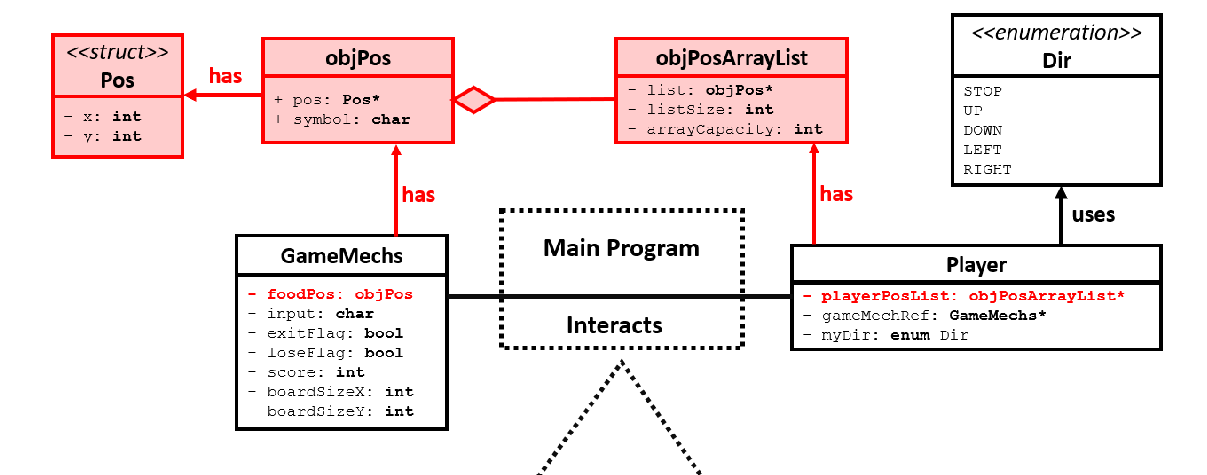 <<struct>>
Pos
- x: int
- y: int
has
objPos
+ pos: Pos*
+ symbol: char
objPosArrayList
- list: objPos*
- listSize: int
- arrayCapacity: int
<<enumeration>>
Dir
STOP
UP
DOWN
LEFT
RIGHT
has
has
uses
GameMechs
- foodPos: objPos
- input: char
- exitFlag: bool
- loseFlag: bool
- score: int
- boardSizeX: int
boardSizeY: int
Main Program
Interacts
Player
- playerPosList: objPosArrayList*
- gameMechRef: GameMechs*
- myDir: enum Dir